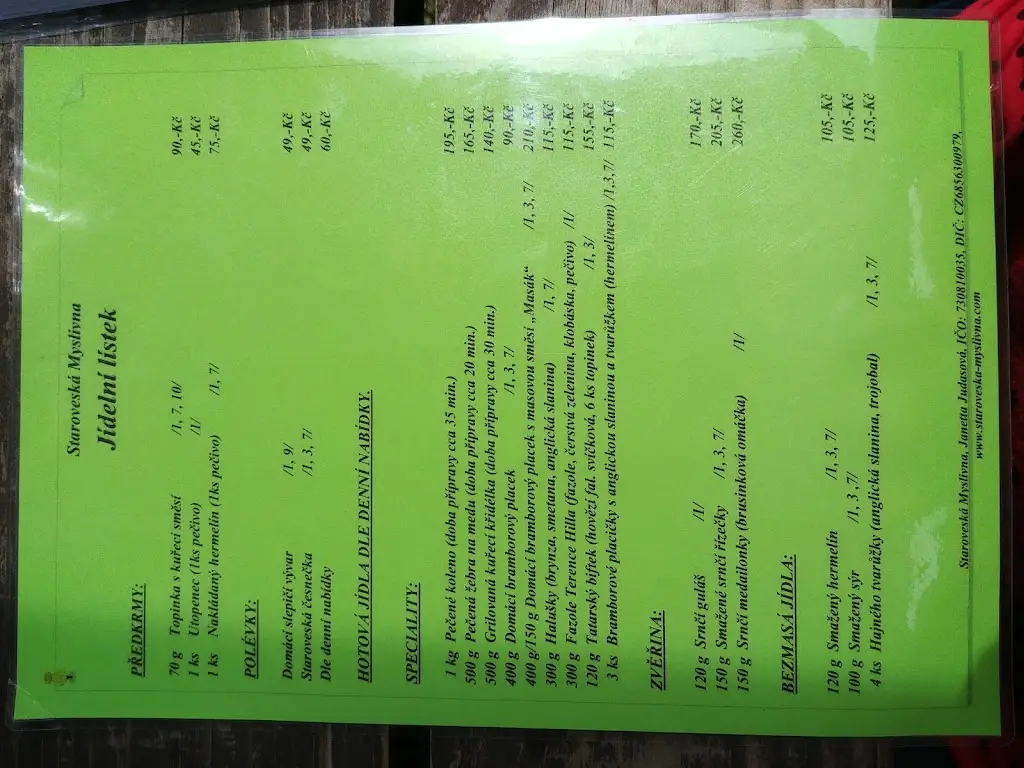 Staroveská Myslivna
Jídelní lístek
PŘEDKRMY:
70 g Topinka s kuřecí směsí /1, 7, 10/ 90,-Kč
1 ks Utopenec (1ks pečivo) /1/ 45,-Kč
1 ks Nakládaný hermelín (1ks pečivo) /1, 7/ 75,-Kč
POLÉVKY:
Domácí slepičí vývar /1, 9/ 49,-Kč
Staroveská česnečka /1, 3, 7/ 49,-Kč
Dle denní nabídky 60,-Kč
HOTOVÁ JÍDLA DLE DENNÍ NABÍDKY.
SPECIALITY:
1 kg Pečené koleno (doba přípravy cca 35 min.) 195,-Kč
500 g Pečená žebra na medu (doba přípravy cca 20 min.) 165,-Kč
500 g Grilovaná kuřecí křidélka (doba přípravy cca 30 min.) 140,-Kč
400 g Domácí bramborový placek /1, 3, 7/ 90,-Kč
400 g/150 g Domácí bramborový placek s masovou směsí „Masák“ /1, 3, 7/ 210,-Kč
300 g Halušky (brynza, smetana, anglická slanina) /1, 7/ 115,-Kč
300 g Fazole Terence Hilla (fazole, čerstvá zelenina, klobáska, pečivo) /1/ 115,-Kč
120 g Tatarský biftek (hovězí fal. svíčková, 6 ks topinek) /1, 3/ 155,-Kč
3 ks Bramborové placičky s anglickou slaninou a tvarůžkem (hermelínem) /1,3,7/ 115,-Kč
ZVĚŘINA:
120 g Srnčí guláš /1/ 170,-Kč
150 g Smažené srnčí řízečky /1, 3, 7/ 205,-Kč
150 g Srnčí medailonky (brusinková omáčka) /1/ 260,-Kč
BEZMASÁ JÍDLA:
120 g Smažený hermelín /1, 3, 7/ 105,-Kč
100 g Smažený sýr /1, 3 ,7/ 105,-Kč
4 ks Hajného tvarůžky (anglická slanina, trojobal) /1, 3, 7/ 125,-Kč
Staroveská Myslivna, Janetta Judasová, IČO: 730810035, DIČ: CZ6856300979,
www.staroveska-myslivna.com